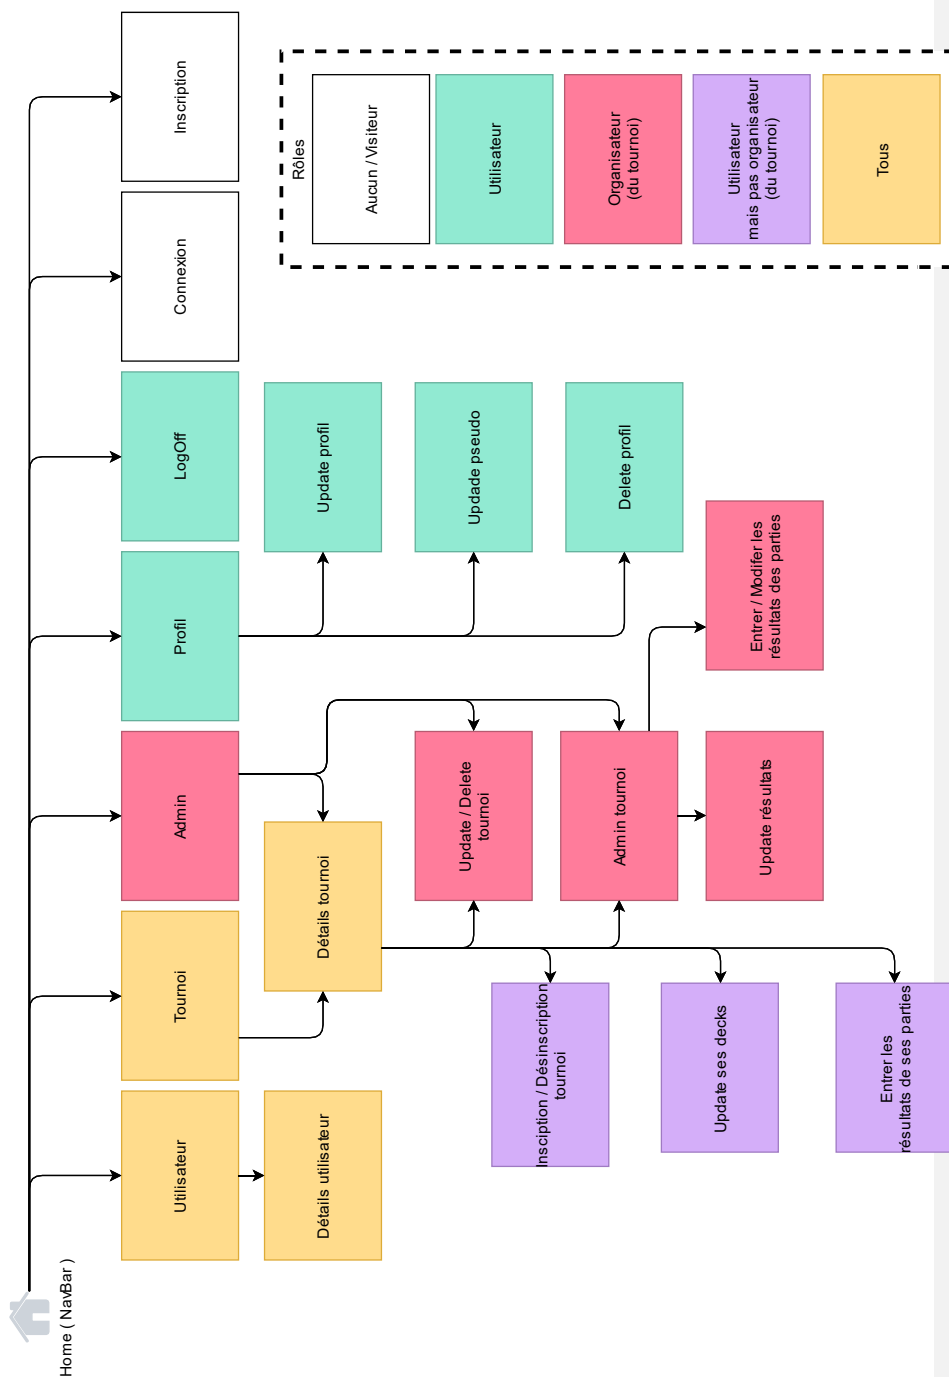 Home ( NavBar )
Utilisateur
Tournoi
Admin
Profil
LogOff
Connexion
Inscription
Détails utilisateur
Détails tournoi
Update profil
Updade pseudo
Delete profil
Update / Delete
tournoi
Admin tournoi
Update résultats
Entrer / Modifer les
résultats des parties
Insciption / Désinscription
tournoi
Update ses decks
Entrer les
résultats de ses parties
Rôles
Aucun / Visiteur
Utilisateur
Organisateur
(du tournoi)
Utilisateur
mais pas organisateur
(du tournoi)
Tous